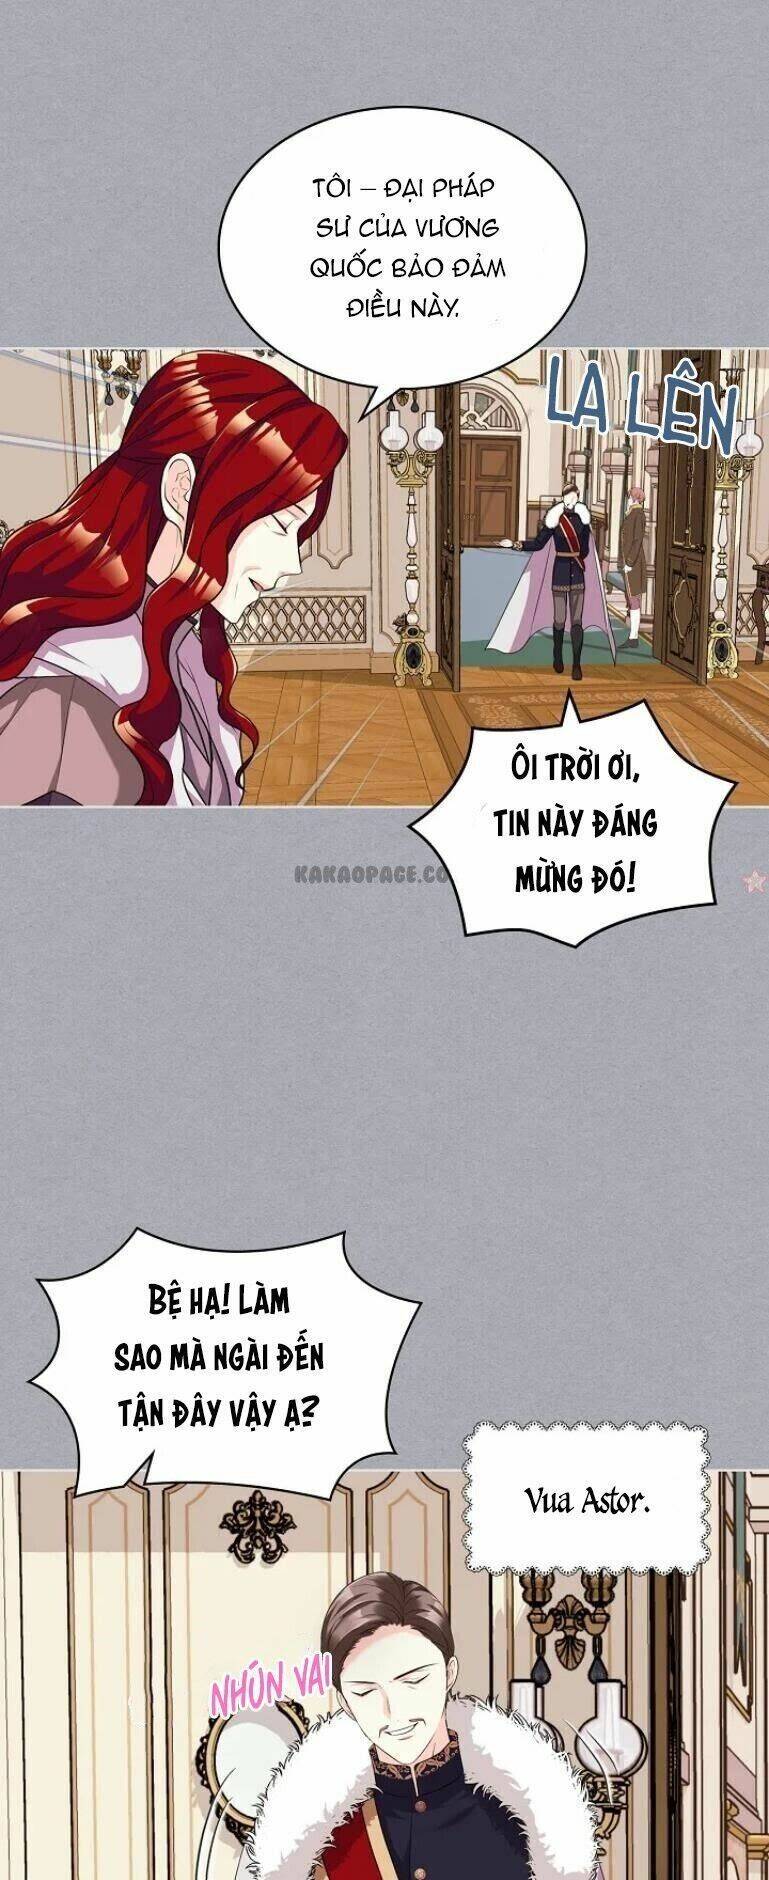 TÔI – ĐẠI PHÁP
SƯ CỦA VƯƠNG
QUỐC BẢO ĐẢM
ĐIỀU NÀY.
LA LÊN
ÔI TRỜI ƠI,
TIN NÀY ĐÁNG
MỪNG ĐÓ!
KAKAOPAGE.CO
BỆ HẠ! LÀM
SAO MÀ NGÀI ĐẾN
TẬN ĐÂY VẬY Ạ?
Vua Astor.
NHÚN VAI